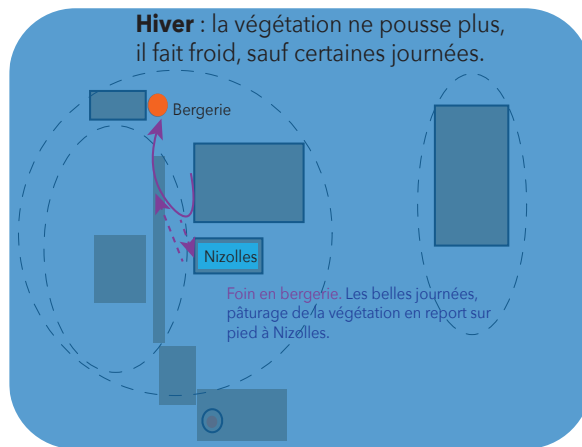 Hiver : la végétation ne pousse plus,
il fait froid, sauf certaines journées.
Bergerie
Nizolles
Foin en bergerie. Les belles journées,
pâturage de la végétation en report sur
pied à Nizolles.